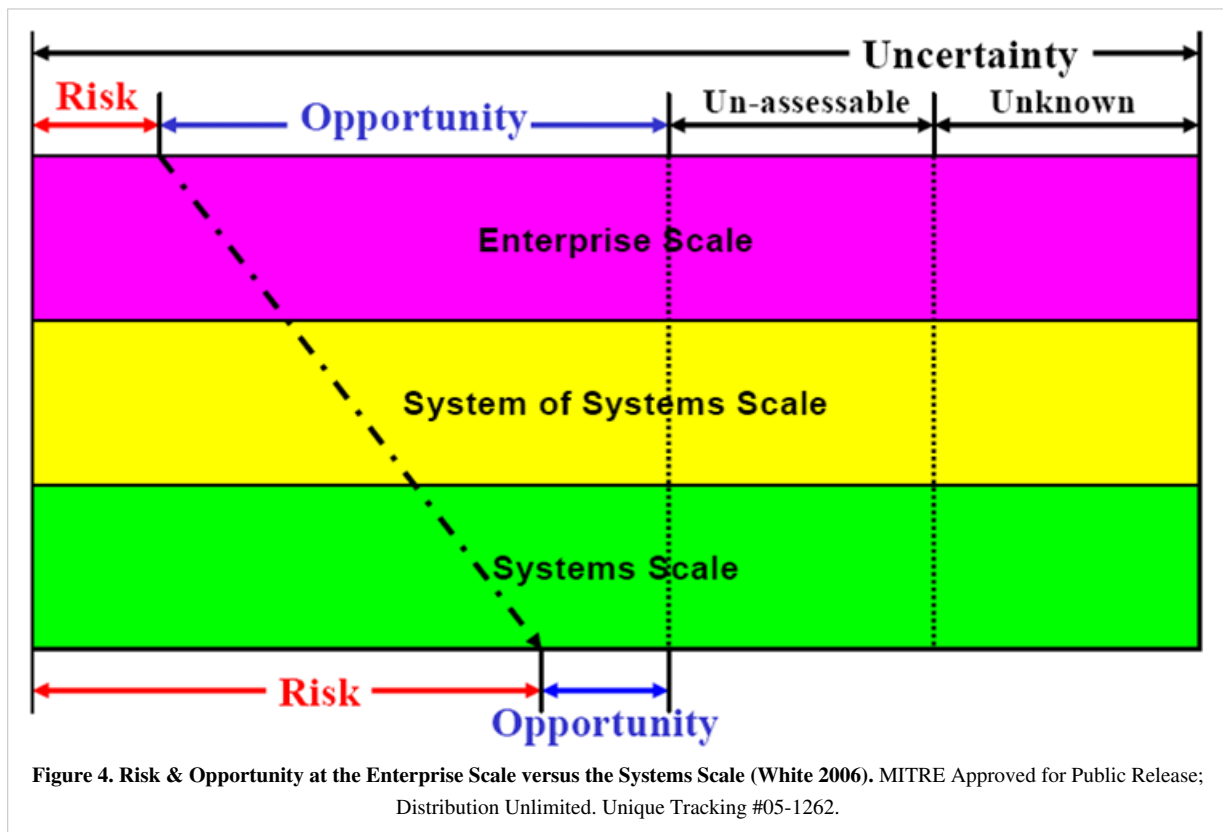 Uncertainty
Risk
Opportunity
Un-assessable
Unknown
Enterprise Scale
System of Systems Scale
Systems Scale
Risk
Opportunity
Figure 4. Risk & Opportunity at the Enterprise Scale versus the Systems Scale (White 2006). MITRE Approved for Public Release;
Distribution Unlimited. Unique Tracking #05-1262.